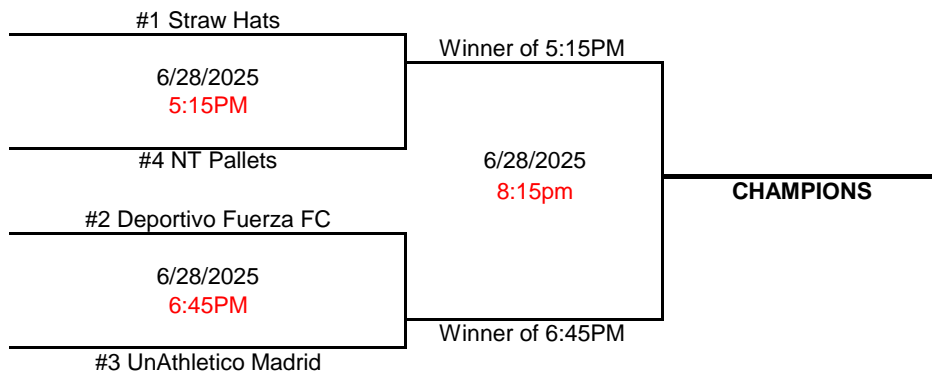 #1 Straw Hats
Winner of 5:15PM
6/28/2025
5:15PM
#4 NT Pallets
6/28/2025
8:15pm
CHAMPIONS
#2 Deportivo Fuerza FC
6/28/2025
6:45PM
Winner of 6:45PM
#3 UnAthletico Madrid